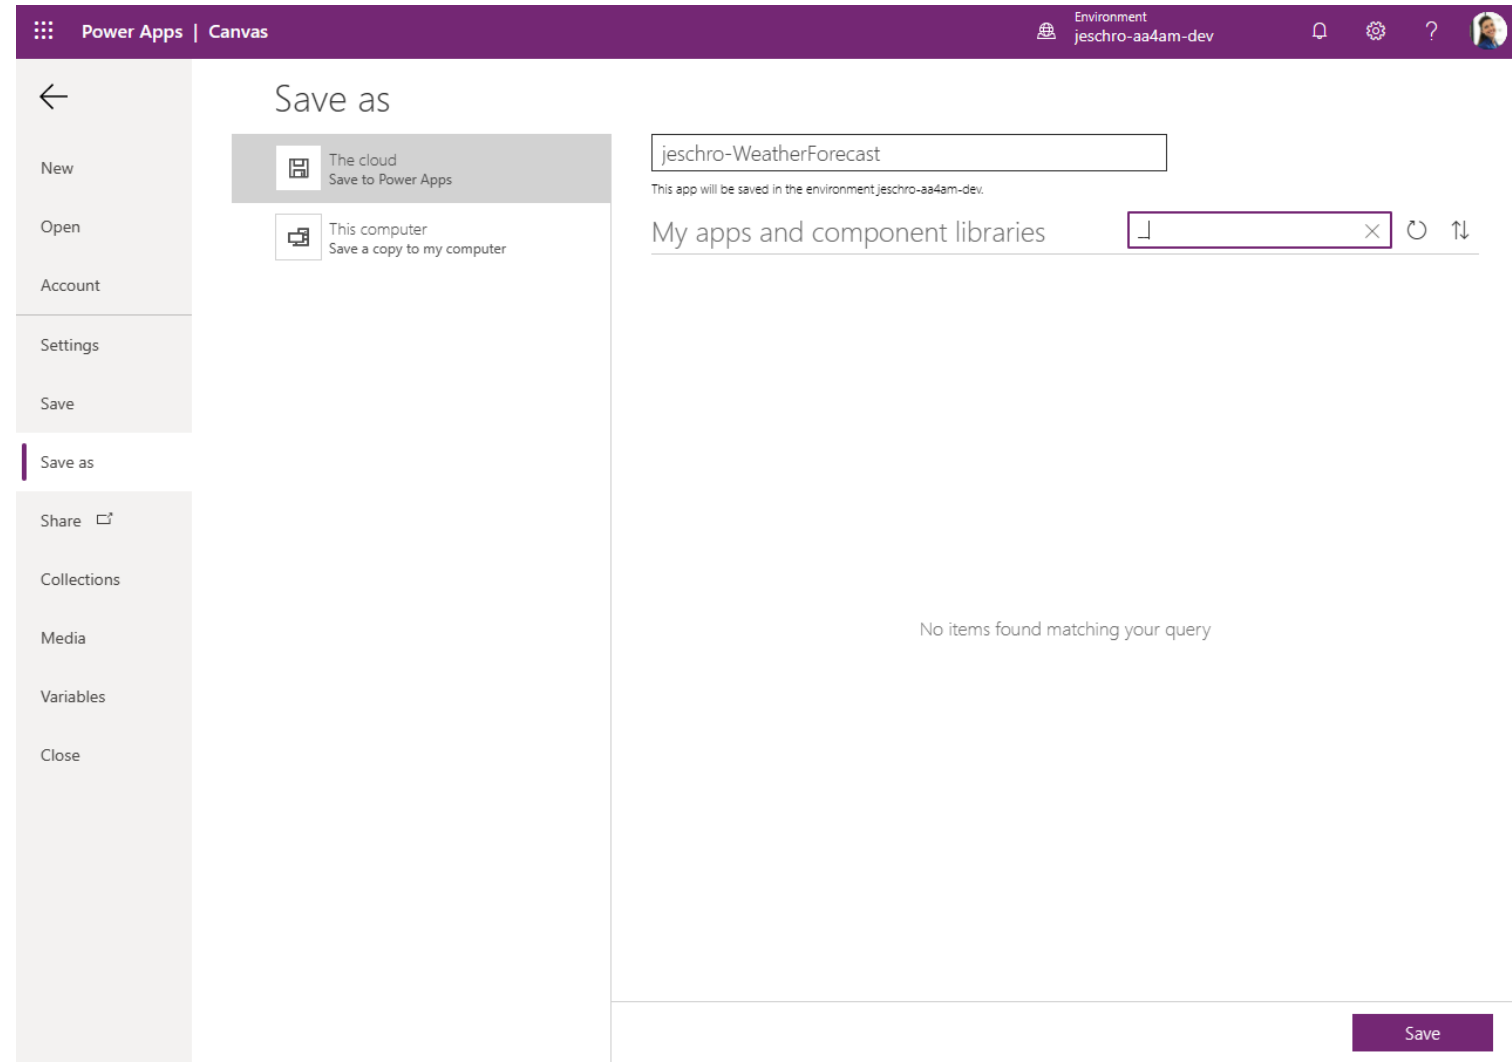 Power Apps | Canvas
Environment
jeschro-aa4am-dev
?
Save as
New
Open
Account
Settings
Save
Save as
Share
Collections
Media
Variables
Close
The cloud
Save to Power Apps
This computer
Save a copy to my computer
jeschro-WeatherForecast
This app will be saved in the environment jeschro-aa4am-dev.
My apps and component libraries
_
No items found matching your query
Save